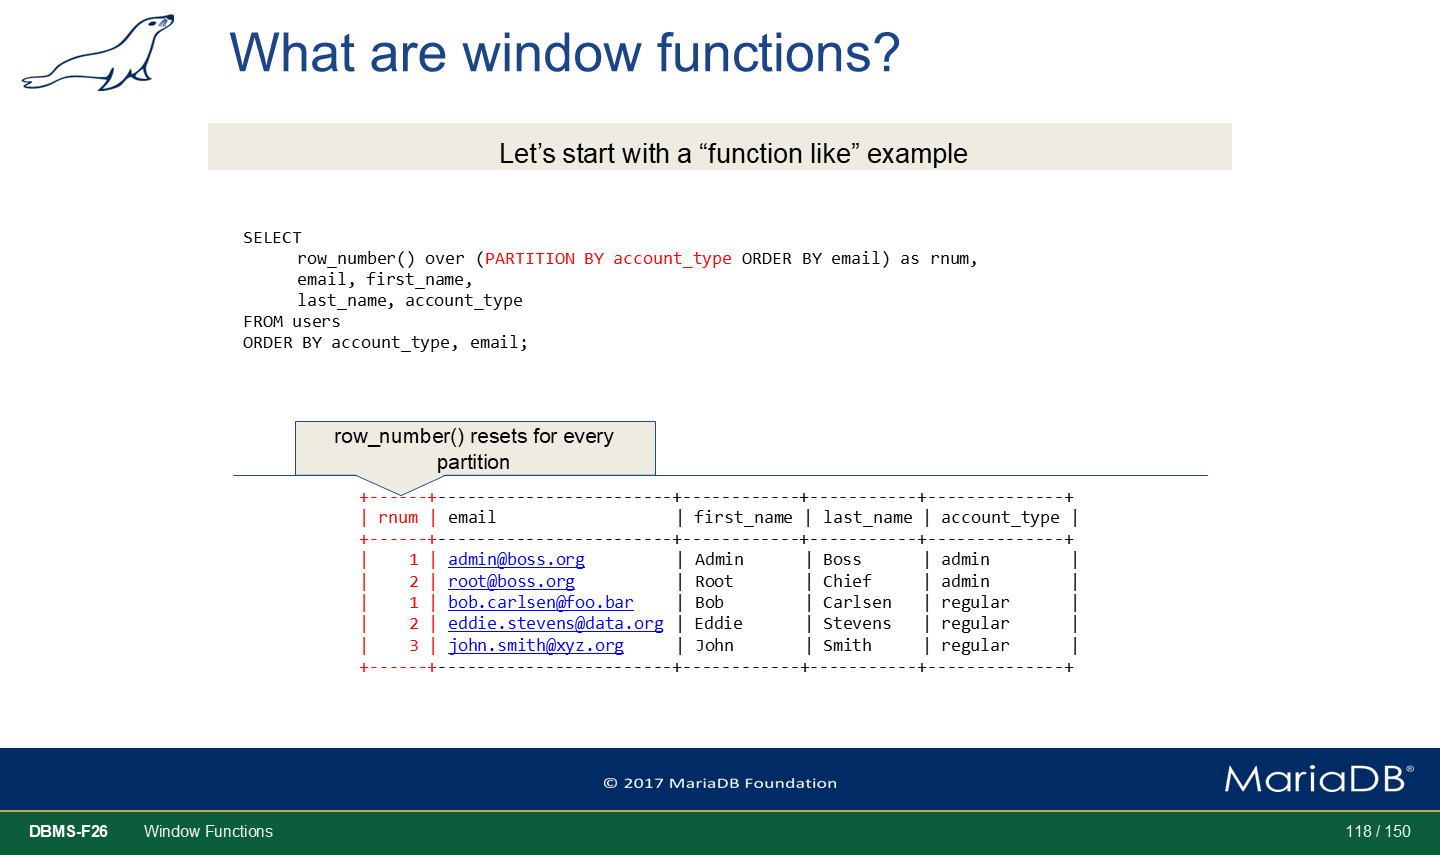 What are window functions?
Let’s start with a “function like” example
SELECT
row_number() over (PARTITION BY account_type ORDER BY email) as rnum,
email, first_name,
last_name, account_type
FROM users
ORDER BY account_type, email;
row_number() resets for every
partition
+------+------------------------+------------+-----------+--------------+
| rnum | email                  | first_name | last_name | account_type |
+------+------------------------+------------+-----------+--------------+
|    1 | admin@boss.org         | Admin      | Boss      | admin        |
|    2 | root@boss.org          | Root       | Chief     | admin        |
|    1 | bob.carlsen@foo.bar    | Bob        | Carlsen   | regular      |
|    2 | eddie.stevens@data.org | Eddie      | Stevens   | regular      |
|    3 | john.smith@xyz.org     | John       | Smith     | regular      |
+------+------------------------+------------+-----------+--------------+
© 2017 MariaDB Foundation
MariaDB®
DBMS-F26 Window Functions 118 / 150